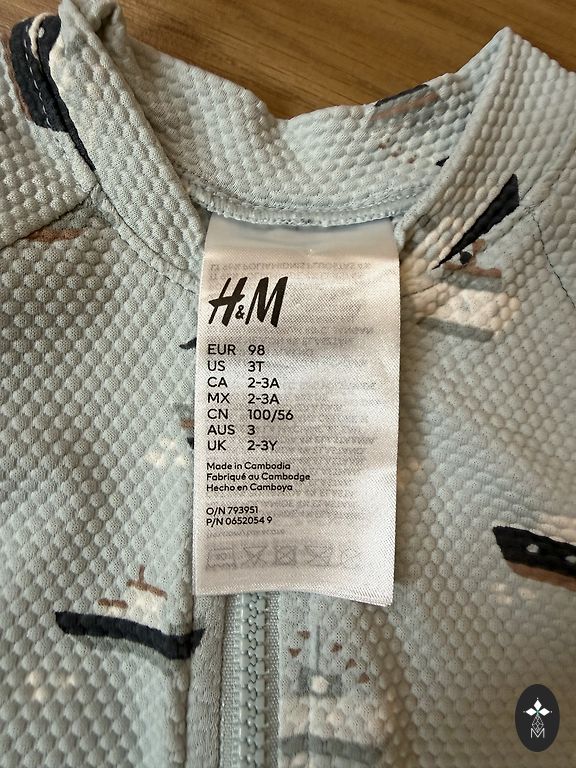 H&M
EUR 98
US 3T
CA 2-3A
MX 2-3A
CN 100/56
AUS 3
UK 2-3Y
Made in Cambodia
Fabriqué au Cambodge
Hecho en Camboya
O/N 793951
P/N 0652054 9
M